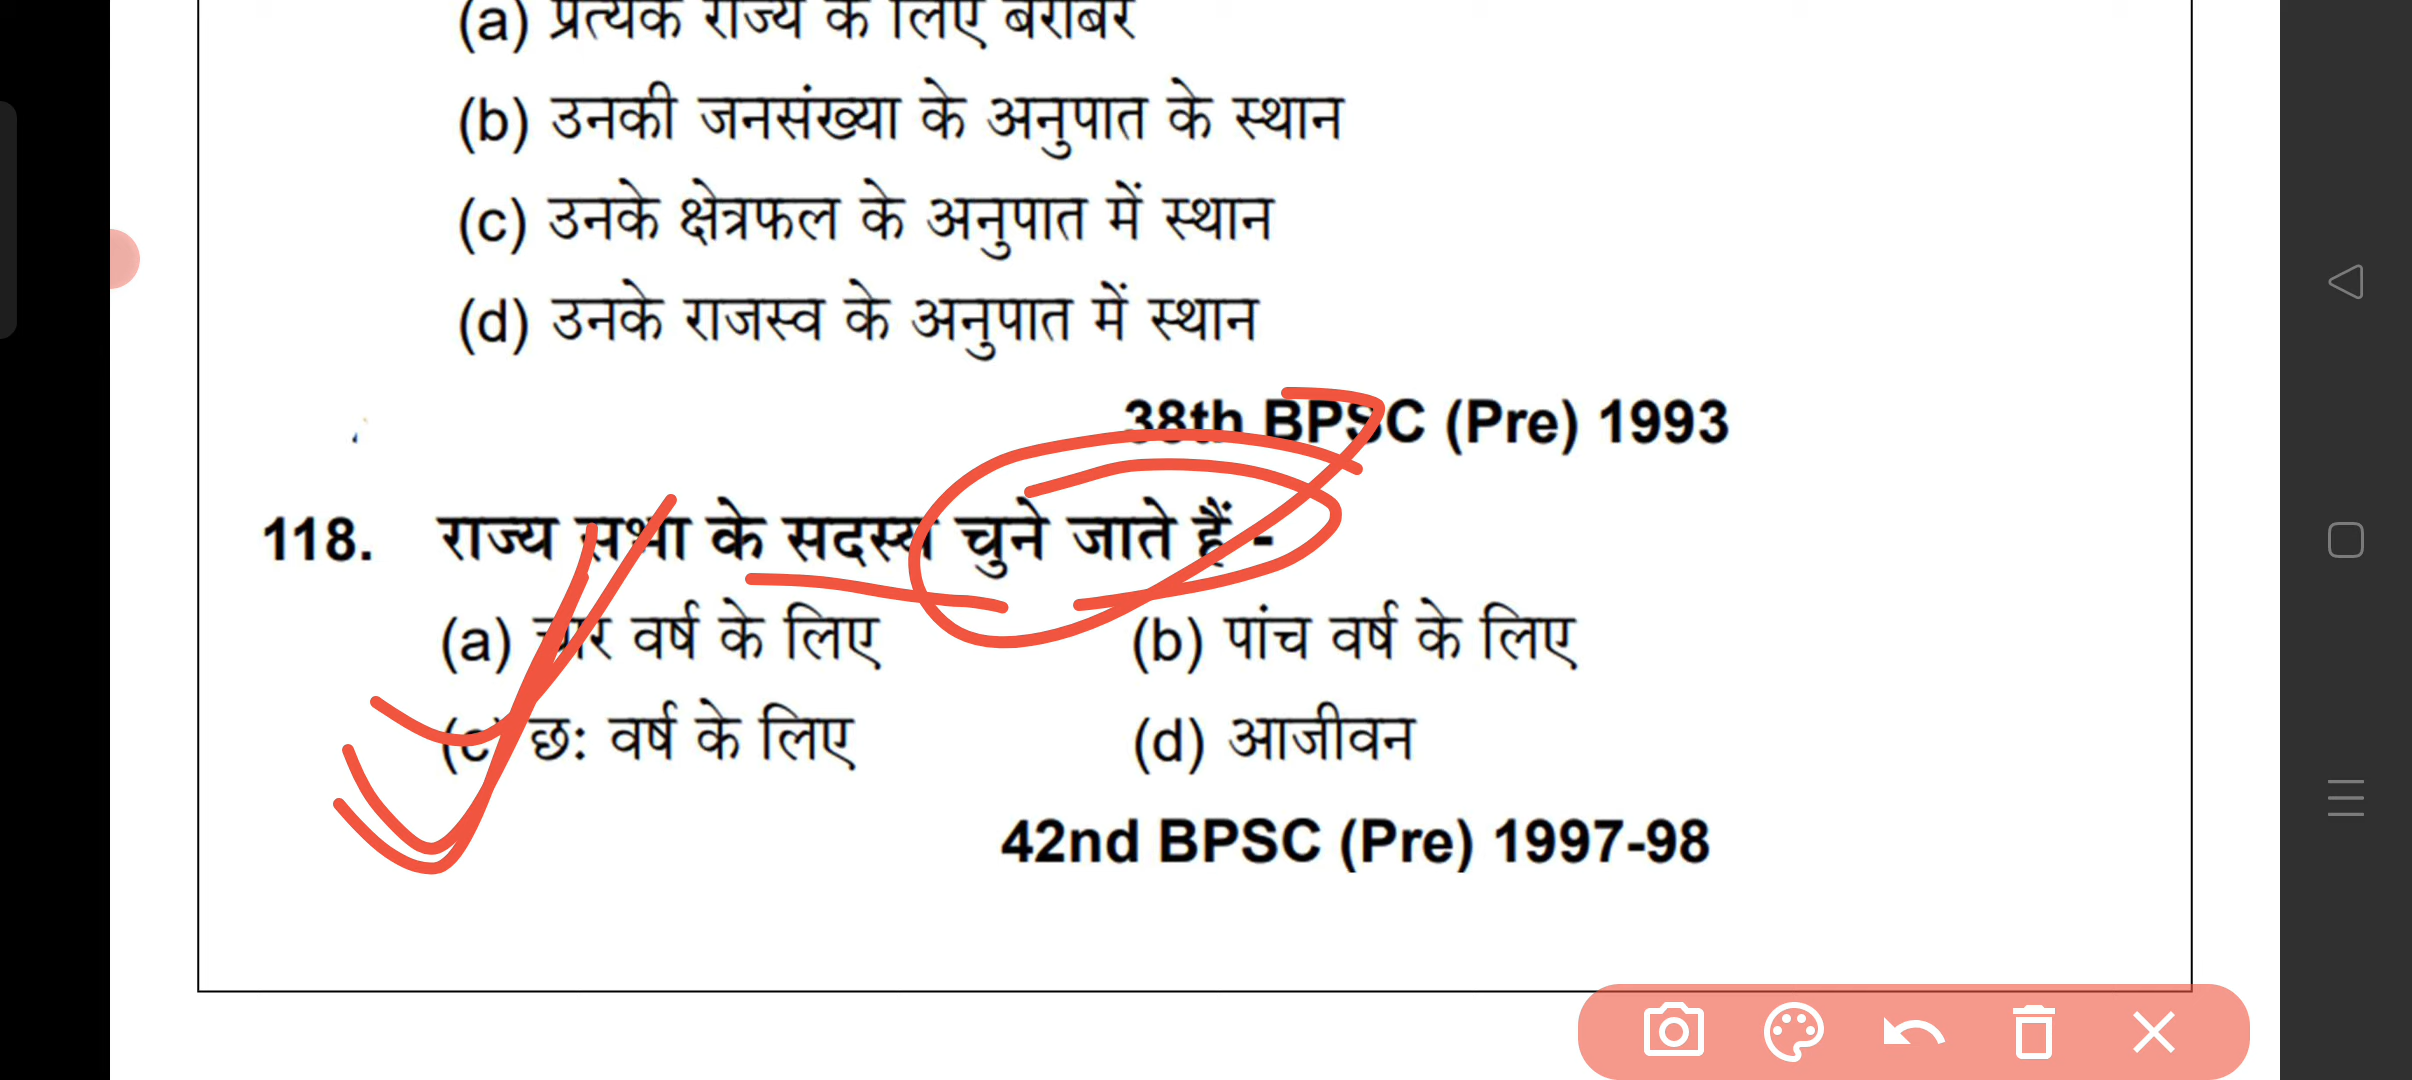 (a) प्रत्येक राज्य के लिए बराबर
(b) उनकी जनसंख्या के अनुपात के स्थान
(c) उनके क्षेत्रफल के अनुपात में स्थान
(d) उनके राजस्व के अनुपात में स्थान
38th BPSC (Pre) 1993
118. राज्य सभा के सदस्य चुने जाते हैं -
(a) चार वर्ष के लिए (b) पांच वर्ष के लिए
(c) छः वर्ष के लिए (d) आजीवन
42nd BPSC (Pre) 1997-98